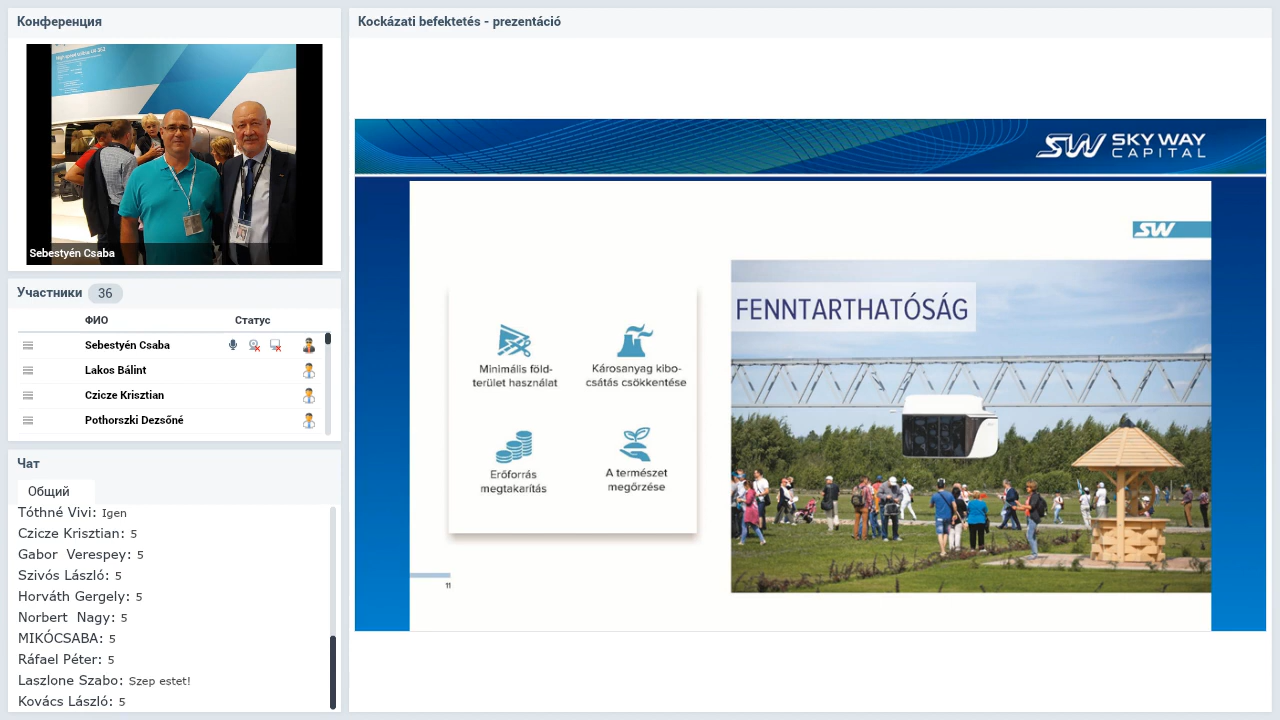 Конференция
Sebestyén Csaba
Участники 36
ФИО Статус
Sebestyén Csaba
Lakos Bálint
Czicze Krisztian
Pothorszki Dezsőné
Чат
Общий
Tóthné Vivi: Igen
Czicze Krisztian: 5
Gabor Verespey: 5
Szivós László: 5
Horváth Gergely: 5
Norbert Nagy: 5
MIKÓCSABA: 5
Ráfael Péter: 5
Laszlone Szabo: Szep estet!
Kovács László: 5
Kockázati befektetés - prezentáció
SW SKY WAY
CAPITAL
SW
FENNTARTHATÓSÁG
Minimális föld-
terület használat
Károsanyag kibo-
csátás csökkentése
Erőforrás
megtakarítás
A természet
megőrzése
11